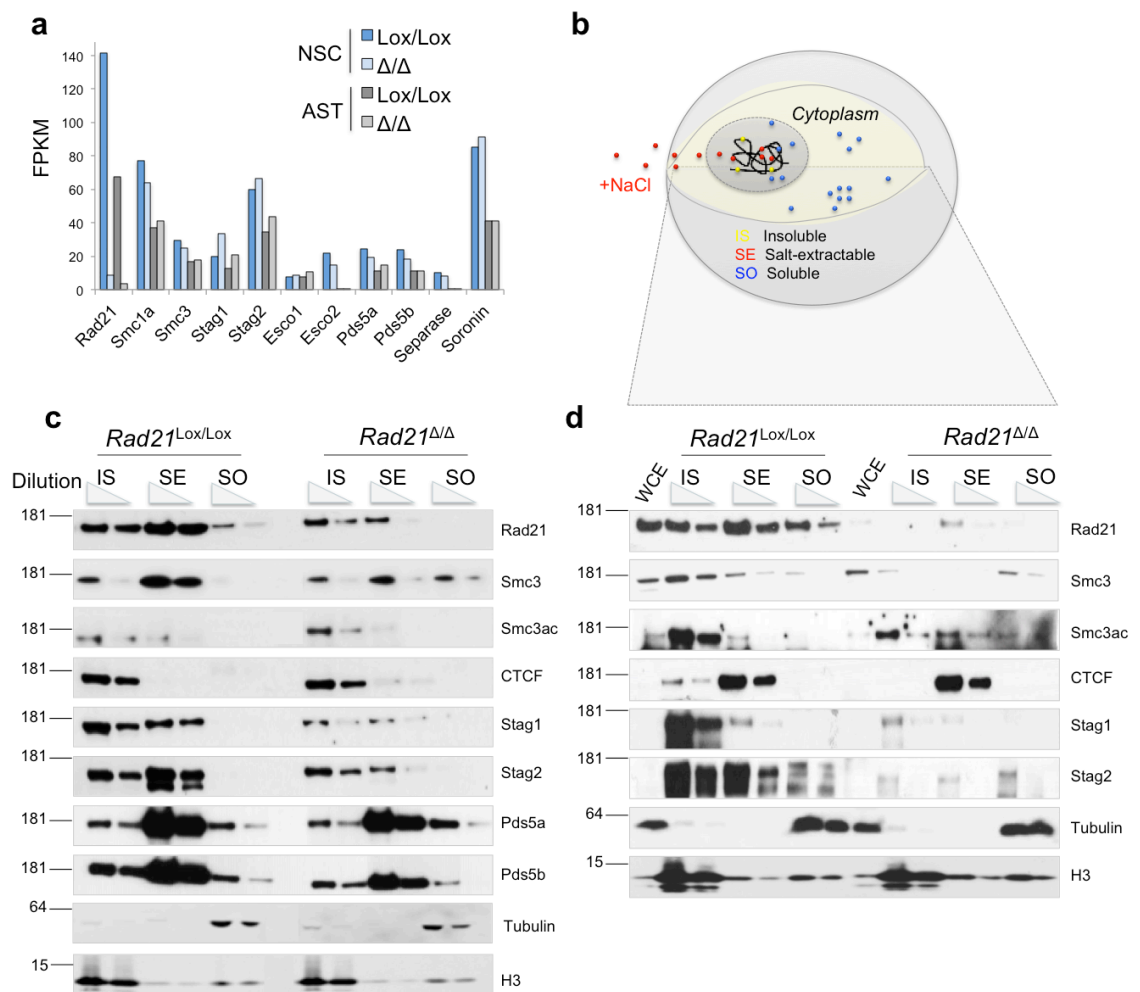 a
NSC
Lox/Lox
Δ/Δ
AST
Lox/Lox
Δ/Δ
FPKM
140
120
100
80
60
40
20
0
Rad21
Smc1a
Smc3
Stag1
Stag2
Esco1
Esco2
Pds5a
Pds5b
Separase
Soronin
b
Cytoplasm
+NaCl
IS Insoluble
SE Salt-extractable
SO Soluble
c
Rad21Lox/Lox Rad21Δ/Δ
Dilution IS SE SO IS SE SO
181 Rad21
181 Smc3
181 Smc3ac
181 CTCF
181 Stag1
181 Stag2
181 Pds5a
181 Pds5b
64 Tubulin
15 H3
d
Rad21Lox/Lox Rad21Δ/Δ
WCE IS SE SO WCE IS SE SO
181 Rad21
181 Smc3
181 Smc3ac
181 CTCF
181 Stag1
181 Stag2
64 Tubulin
15 H3